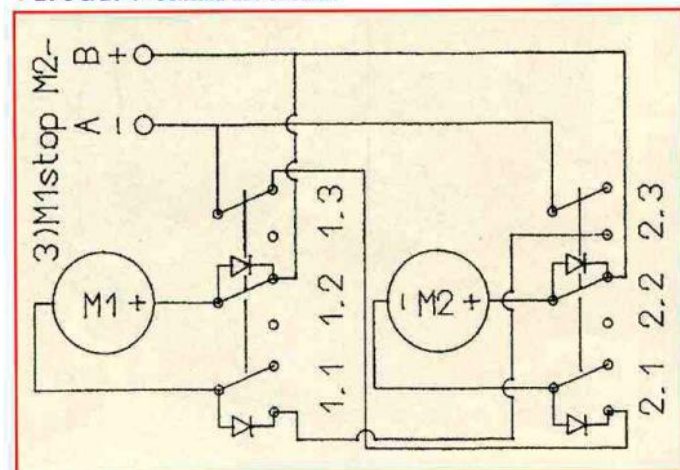 3)M1stop M2-
B +
A -
M1 +
1.1 1.2 1.3
- M2 +
2.1 2.2 2.3